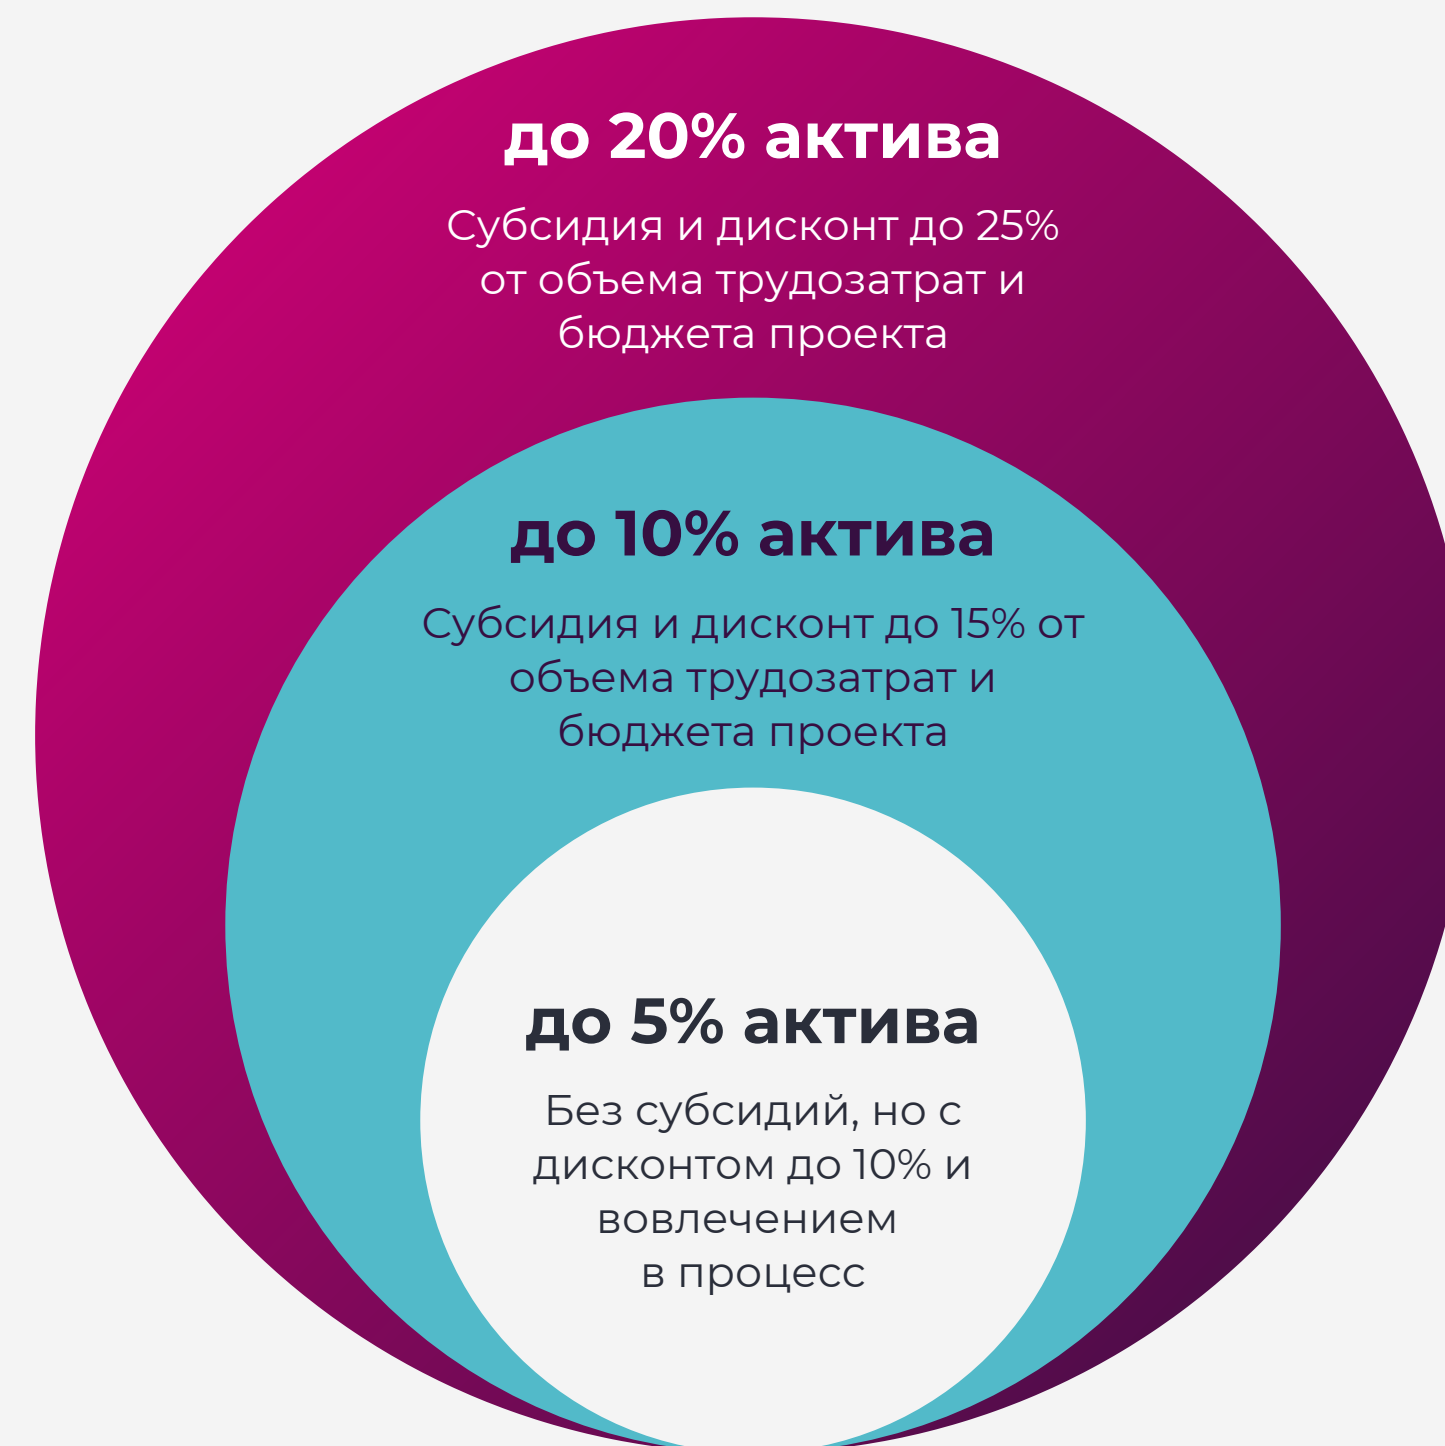 до 20% актива
Субсидия и дисконт до 25%
от объема трудозатрат и
бюджета проекта
до 10% актива
Субсидия и дисконт до 15% от
объема трудозатрат и
бюджета проекта
до 5% актива
Без субсидий, но с
дисконтом до 10% и
вовлечением
в процесс